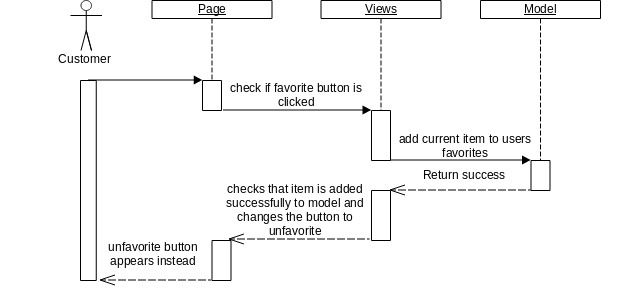 Page
Views
Model
Customer
check if favorite button is
clicked
add current item to users
favorites
Return success
checks that item is added
successfully to model and
changes the button to
unfavorite
unfavorite button
appears instead